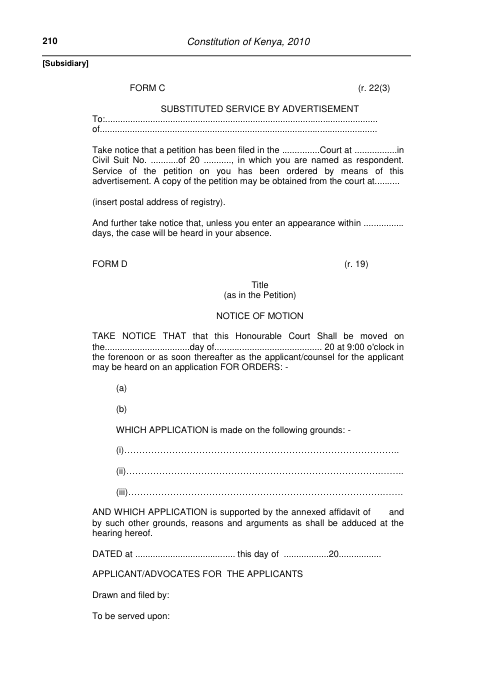 210 Constitution of Kenya, 2010
[Subsidiary]
FORM C (r. 22(3)
SUBSTITUTED SERVICE BY ADVERTISEMENT
To:....................................................................................................
of......................................................................................................
Take notice that a petition has been filed in the ..............Court at ................in
Civil Suit No. ..........of 20 .........., in which you are named as respondent.
Service of the petition on you has been ordered by means of this
advertisement. A copy of the petition may be obtained from the court at.........
(insert postal address of registry).
And further take notice that, unless you enter an appearance within ...............
days, the case will be heard in your absence.
FORM D (r. 19)
Title
(as in the Petition)
NOTICE OF MOTION
TAKE NOTICE THAT that this Honourable Court Shall be moved on
the................................day of........................................ 20 at 9:00 o'clock in
the forenoon or as soon thereafter as the applicant/counsel for the applicant
may be heard on an application FOR ORDERS: -
(a)
(b)
WHICH APPLICATION is made on the following grounds: -
(i)…………………………………………………………………………..
(ii)………………………………………………………………………….
(iii)…………………………………………………………………………
AND WHICH APPLICATION is supported by the annexed affidavit of and
by such other grounds, reasons and arguments as shall be adduced at the
hearing hereof.
DATED at ..................................... this day of .................20................
APPLICANT/ADVOCATES FOR THE APPLICANTS
Drawn and filed by:
To be served upon: